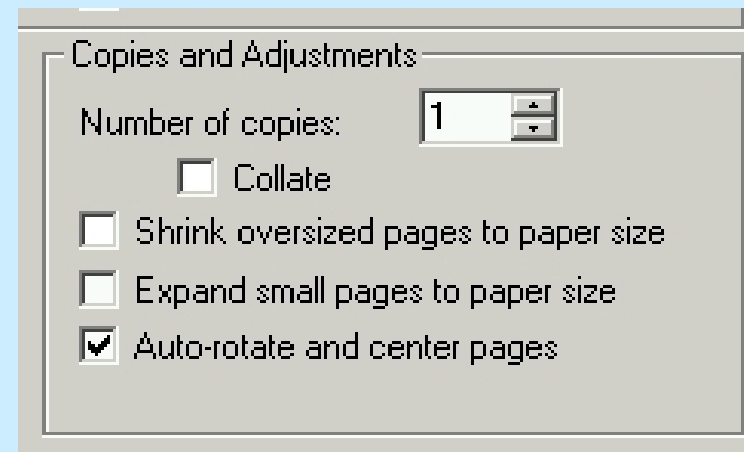 Copies and Adjustments
Number of copies: 1
Collate
Shrink oversized pages to paper size
Expand small pages to paper size
Auto-rotate and center pages